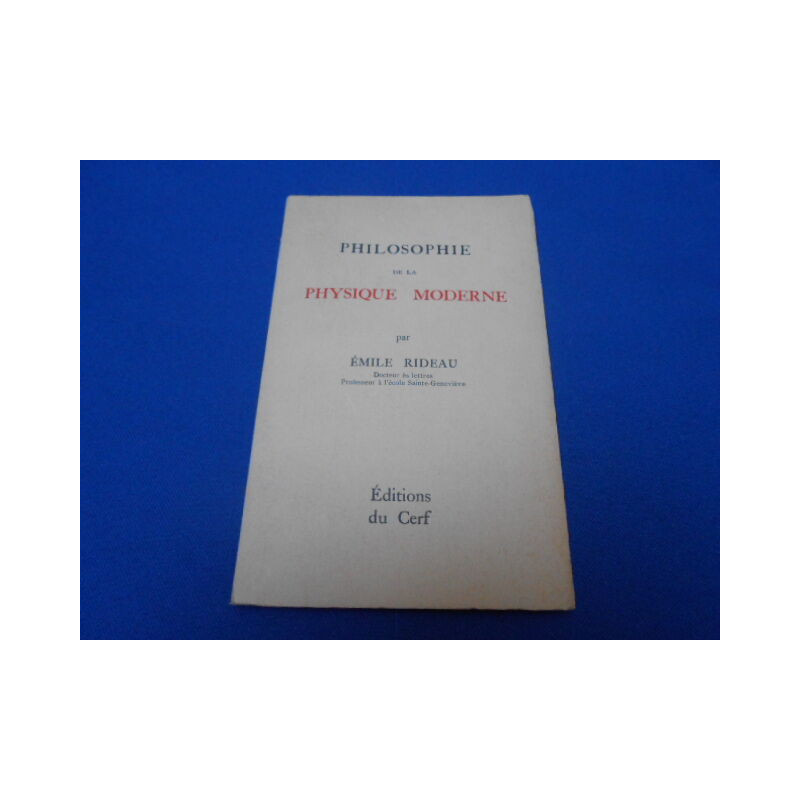 PHILOSOPHIE
DE LA
PHYSIQUE MODERNE
par
ÉMILE RIDEAU
Docteur ès lettres
Professeur à l'école Sainte-Geneviève
Éditions
du Cerf